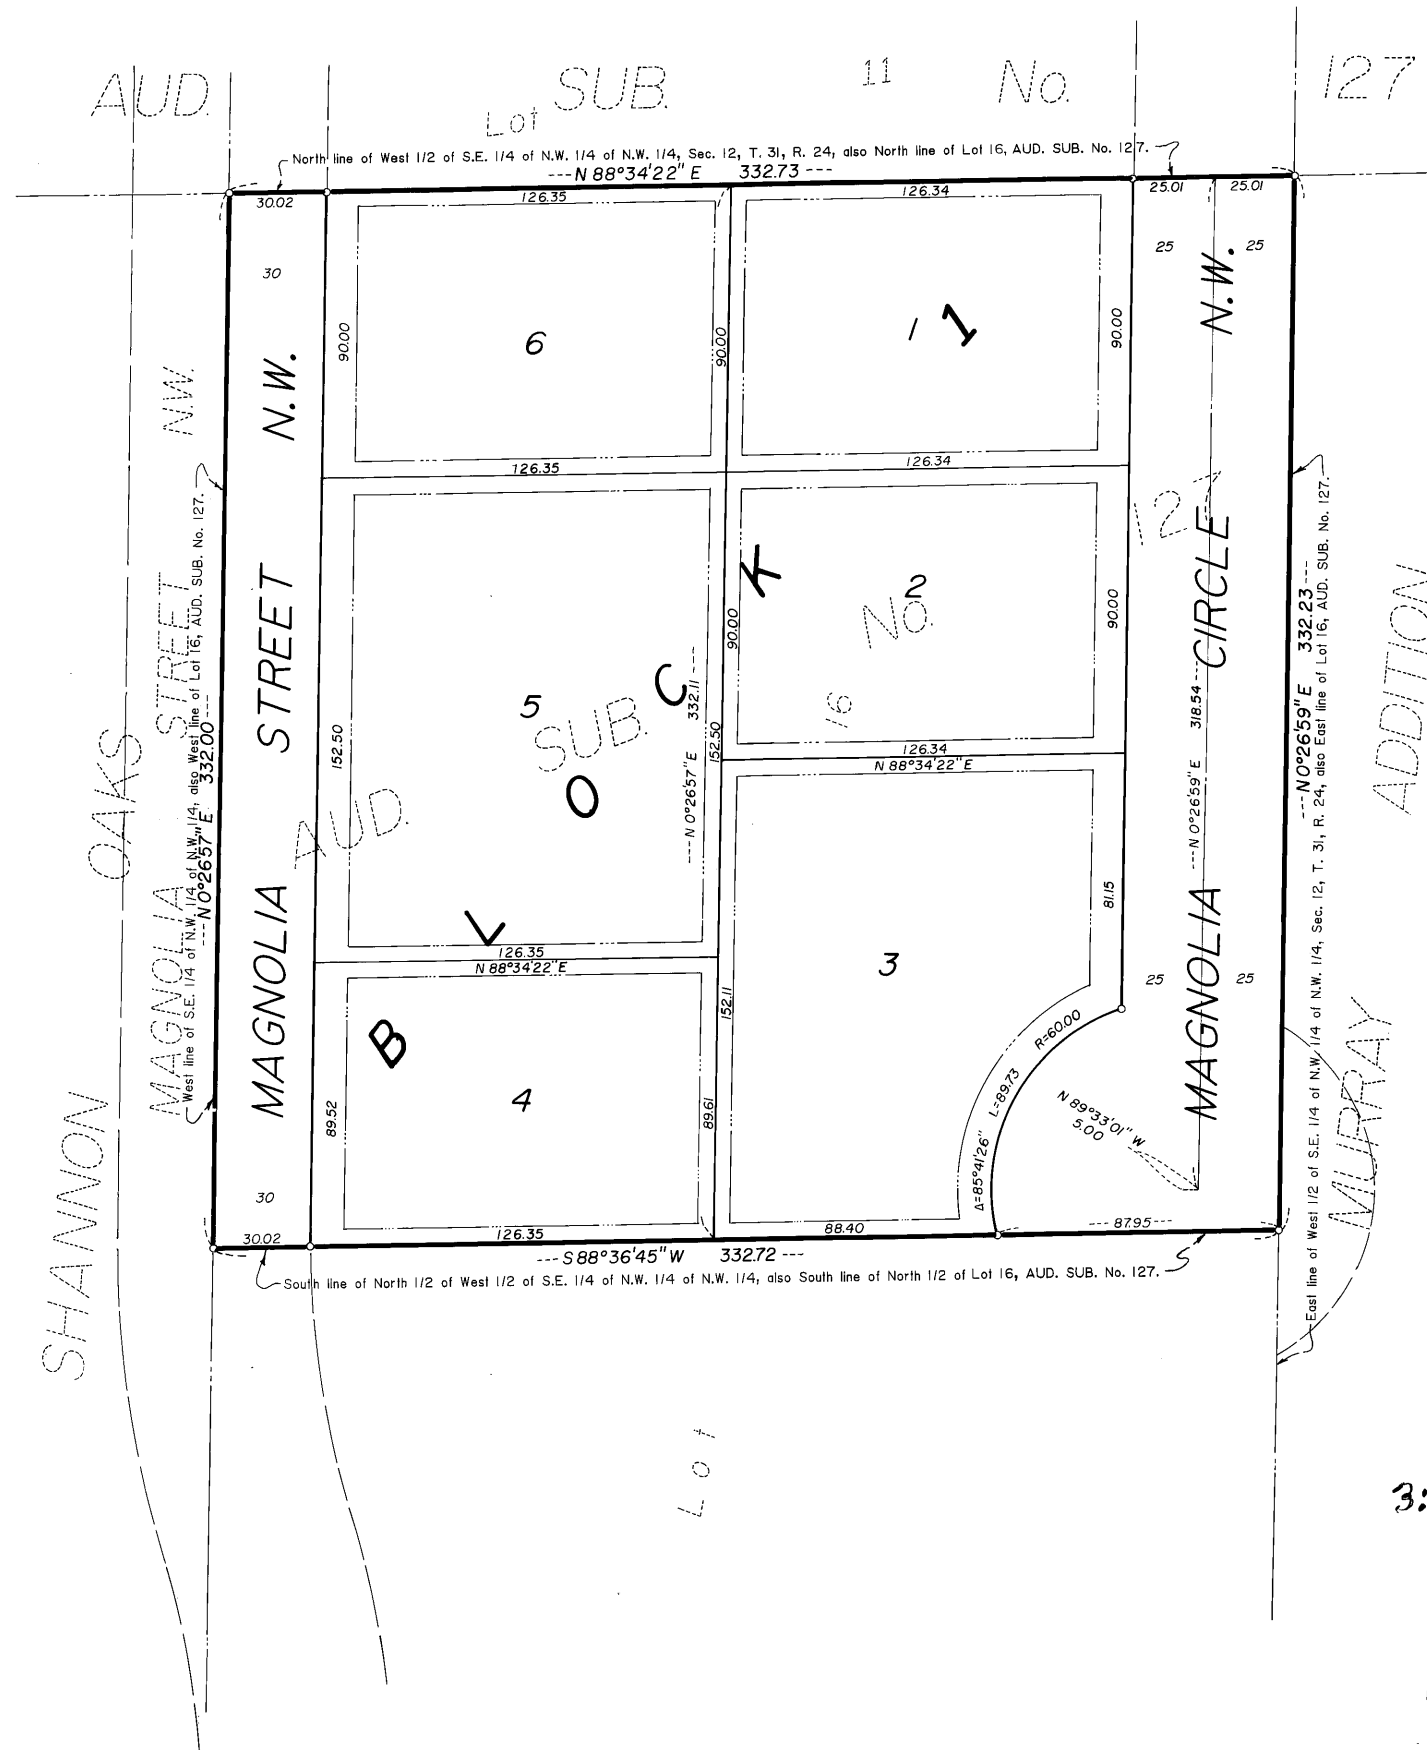 AUD. SUB. No. 127
Lot 11
North line of West 1/2 of S.E. 1/4 of N.W. 1/4 of N.W. 1/4, Sec. 12, T. 31, R. 24, also North line of Lot 16, AUD. SUB. No. 127.
---N 88°34'22" E 332.73---
30.02
126.35
126.34
25.01
25.01
30
25
25
90.00
6
90.00
1
1
90.00
126.35
126.34
MAGNOLIA STREET N.W.
MAGNOLIA CIRCLE N.W.
MAGNOLIA STREET N.W.
West line of S.E. 1/4 of N.W. 1/4 of N.W. 1/4, also West line of Lot 16, AUD. SUB. No. 127.
---N 0°26'57" E 332.00---
152.50
5
---N 0°26'57" E 332.11---
152.50
90.00
2
90.00
126.34
N 88°34'22" E
AUD. SUB. No. 127
16
B L O C K
---N 0°26'59" E 318.54---
---N 0°26'59" E 332.23---
East line of West 1/2 of S.E. 1/4 of N.W. 1/4 of N.W. 1/4, Sec. 12, T. 31, R. 24, also East line of Lot 16, AUD. SUB. No. 127.
126.35
N 88°34'22" E
89.52
4
89.61
152.11
3
81.15
25
25
R=60.00
L=89.73
Δ=85°41'26"
N 89°33'01" W
5.00
30
30.02
126.35
88.40
---87.95---
---S 88°36'45" W 332.72---
South line of North 1/2 of West 1/2 of S.E. 1/4 of N.W. 1/4 of N.W. 1/4, also South line of North 1/2 of Lot 16, AUD. SUB. No. 127.
SHANNON OAKS
MURRAY ADDITION
Lot
3: